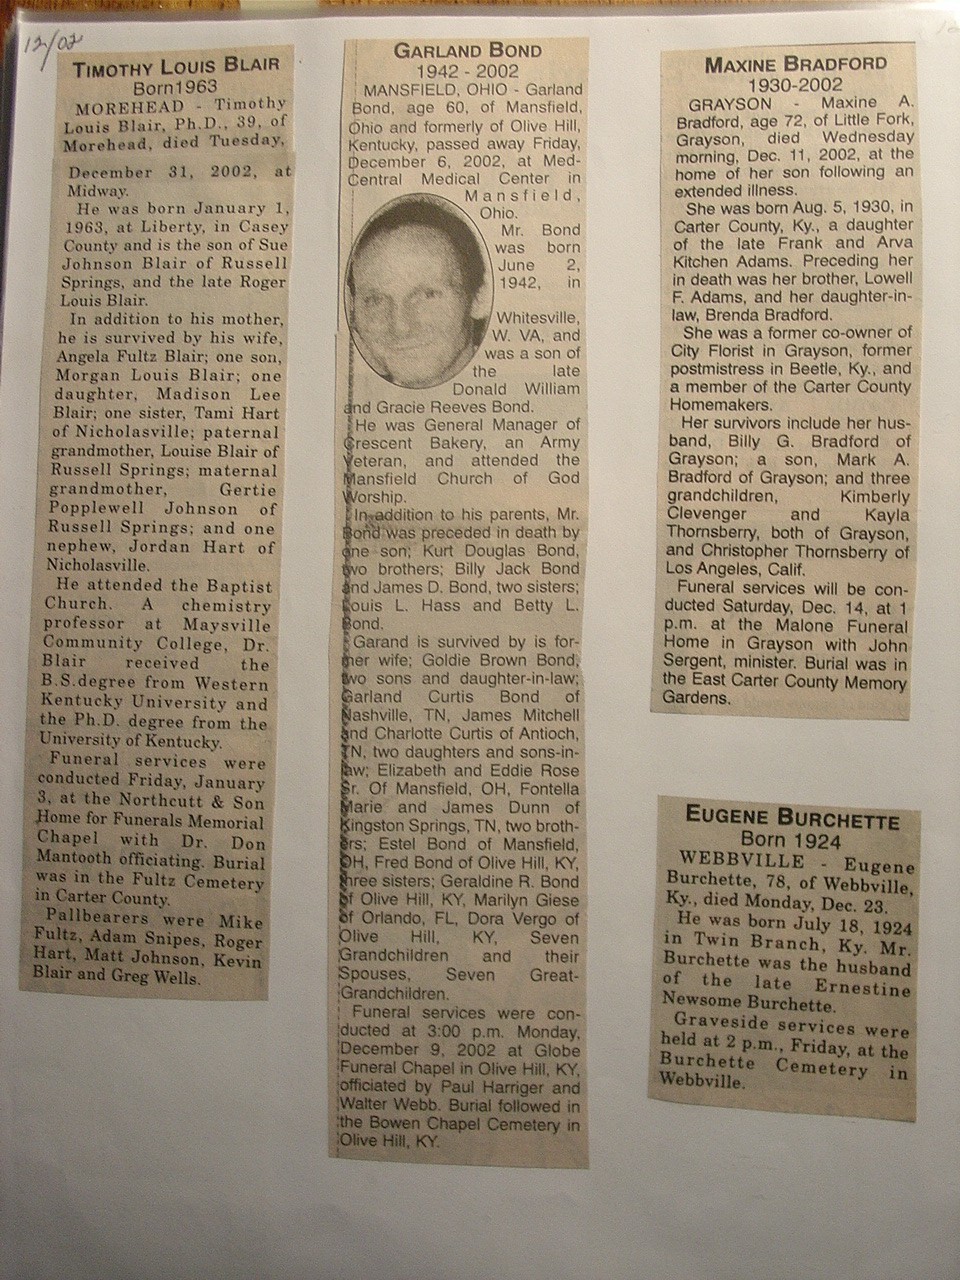 12/02
TIMOTHY LOUIS BLAIR
Born1963
MOREHEAD - Timothy
Louis Blair, Ph.D., 39, of
Morehead, died Tuesday,
December 31, 2002, at
Midway.
He was born January 1,
1963, at Liberty, in Casey
County and is the son of Sue
Johnson Blair of Russell
Springs, and the late Roger
Louis Blair.
In addition to his mother,
he is survived by his wife,
Angela Fultz Blair; one son,
Morgan Louis Blair; one
daughter, Madison Lee
Blair; one sister, Tami Hart
of Nicholasville; paternal
grandmother, Louise Blair of
Russell Springs; maternal
grandmother, Gertie
Popplewell Johnson of
Russell Springs; and one
nephew, Jordan Hart of
Nicholasville.
He attended the Baptist
Church. A chemistry
professor at Maysville
Community College, Dr.
Blair received the
B.S.degree from Western
Kentucky University and
the Ph.D. degree from the
University of Kentucky.
Funeral services were
conducted Friday, January
3, at the Northcutt & Son
Home for Funerals Memorial
Chapel with Dr. Don
Mantooth officiating. Burial
was in the Fultz Cemetery
in Carter County.
Pallbearers were Mike
Fultz, Adam Snipes, Roger
Hart, Matt Johnson, Kevin
Blair and Greg Wells.
GARLAND BOND
1942 - 2002
MANSFIELD, OHIO - Garland
Bond, age 60, of Mansfield,
Ohio and formerly of Olive Hill,
Kentucky, passed away Friday,
December 6, 2002, at Med-
Central Medical Center in
Mansfield,
Ohio.
Mr. Bond
was born
June 2,
1942, in
Whitesville,
W. VA, and
was a son of
the late
Donald William
and Gracie Reeves Bond.
He was General Manager of
Crescent Bakery, an Army
Veteran, and attended the
Mansfield Church of God
Worship.
In addition to his parents, Mr.
Bond was preceded in death by
one son; Kurt Douglas Bond,
two brothers; Billy Jack Bond
and James D. Bond, two sisters;
Louis L. Hass and Betty L.
Bond.
Garand is survived by is for-
mer wife; Goldie Brown Bond,
two sons and daughter-in-law;
Garland Curtis Bond of
Nashville, TN, James Mitchell
and Charlotte Curtis of Antioch,
TN, two daughters and sons-in-
law; Elizabeth and Eddie Rose
Sr. Of Mansfield, OH, Fontella
Marie and James Dunn of
Kingston Springs, TN, two broth-
ers; Estel Bond of Mansfield,
OH, Fred Bond of Olive Hill, KY,
three sisters; Geraldine R. Bond
of Olive Hill, KY, Marilyn Giese
of Orlando, FL, Dora Vergo of
Olive Hill, KY, Seven
Grandchildren and their
Spouses, Seven Great-
Grandchildren.
Funeral services were con-
ducted at 3:00 p.m. Monday,
December 9, 2002 at Globe
Funeral Chapel in Olive Hill, KY,
officiated by Paul Harriger and
Walter Webb. Burial followed in
the Bowen Chapel Cemetery in
Olive Hill, KY.
MAXINE BRADFORD
1930-2002
GRAYSON - Maxine A.
Bradford, age 72, of Little Fork,
Grayson, died Wednesday
morning, Dec. 11, 2002, at the
home of her son following an
extended illness.
She was born Aug. 5, 1930, in
Carter County, Ky., a daughter
of the late Frank and Arva
Kitchen Adams. Preceding her
in death was her brother, Lowell
F. Adams, and her daughter-in-
law, Brenda Bradford.
She was a former co-owner of
City Florist in Grayson, former
postmistress in Beetle, Ky., and
a member of the Carter County
Homemakers.
Her survivors include her hus-
band, Billy G. Bradford of
Grayson; a son, Mark A.
Bradford of Grayson; and three
grandchildren, Kimberly
Clevenger and Kayla
Thornsberry, both of Grayson,
and Christopher Thornsberry of
Los Angeles, Calif.
Funeral services will be con-
ducted Saturday, Dec. 14, at 1
p.m. at the Malone Funeral
Home in Grayson with John
Sergent, minister. Burial was in
the East Carter County Memory
Gardens.
EUGENE BURCHETTE
Born 1924
WEBBVILLE - Eugene
Burchette, 78, of Webbville,
Ky., died Monday, Dec. 23.
He was born July 18, 1924
in Twin Branch, Ky. Mr.
Burchette was the husband
of the late Ernestine
Newsome Burchette.
Graveside services were
held at 2 p.m., Friday, at the
Burchette Cemetery in
Webbville.